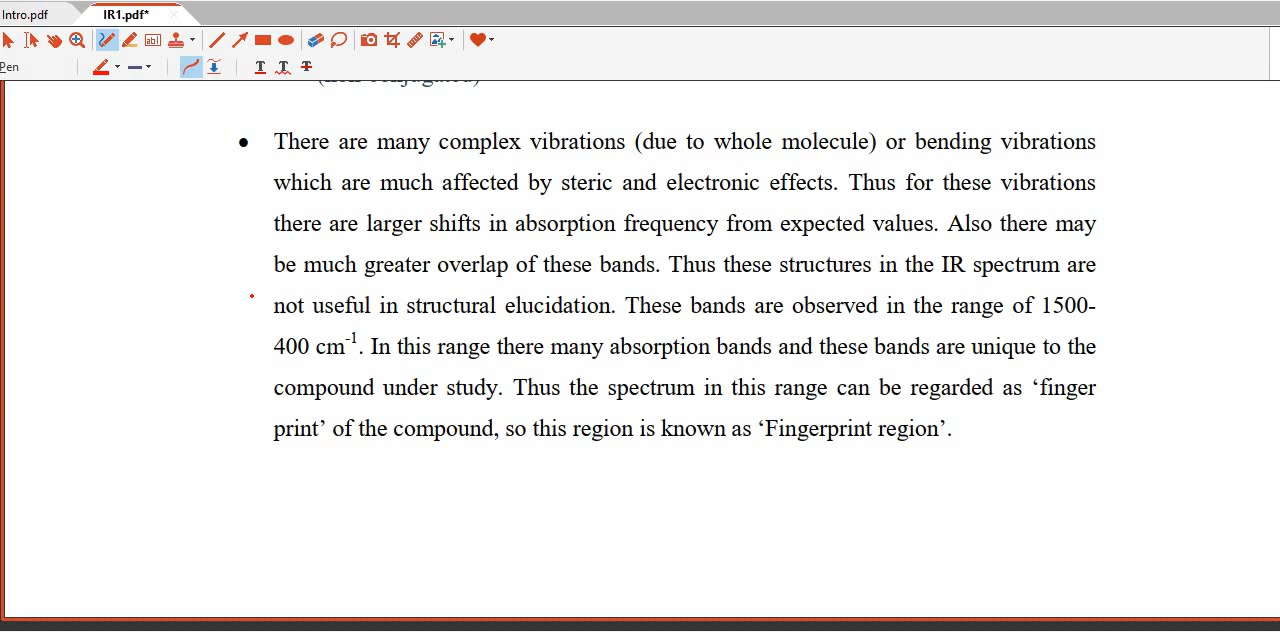 Intro.pdf
IR1.pdf*
Pen
• There are many complex vibrations (due to whole molecule) or bending vibrations
which are much affected by steric and electronic effects. Thus for these vibrations
there are larger shifts in absorption frequency from expected values. Also there may
be much greater overlap of these bands. Thus these structures in the IR spectrum are
not useful in structural elucidation. These bands are observed in the range of 1500-
400 cm⁻¹. In this range there many absorption bands and these bands are unique to the
compound under study. Thus the spectrum in this range can be regarded as ‘finger
print’ of the compound, so this region is known as ‘Fingerprint region’.